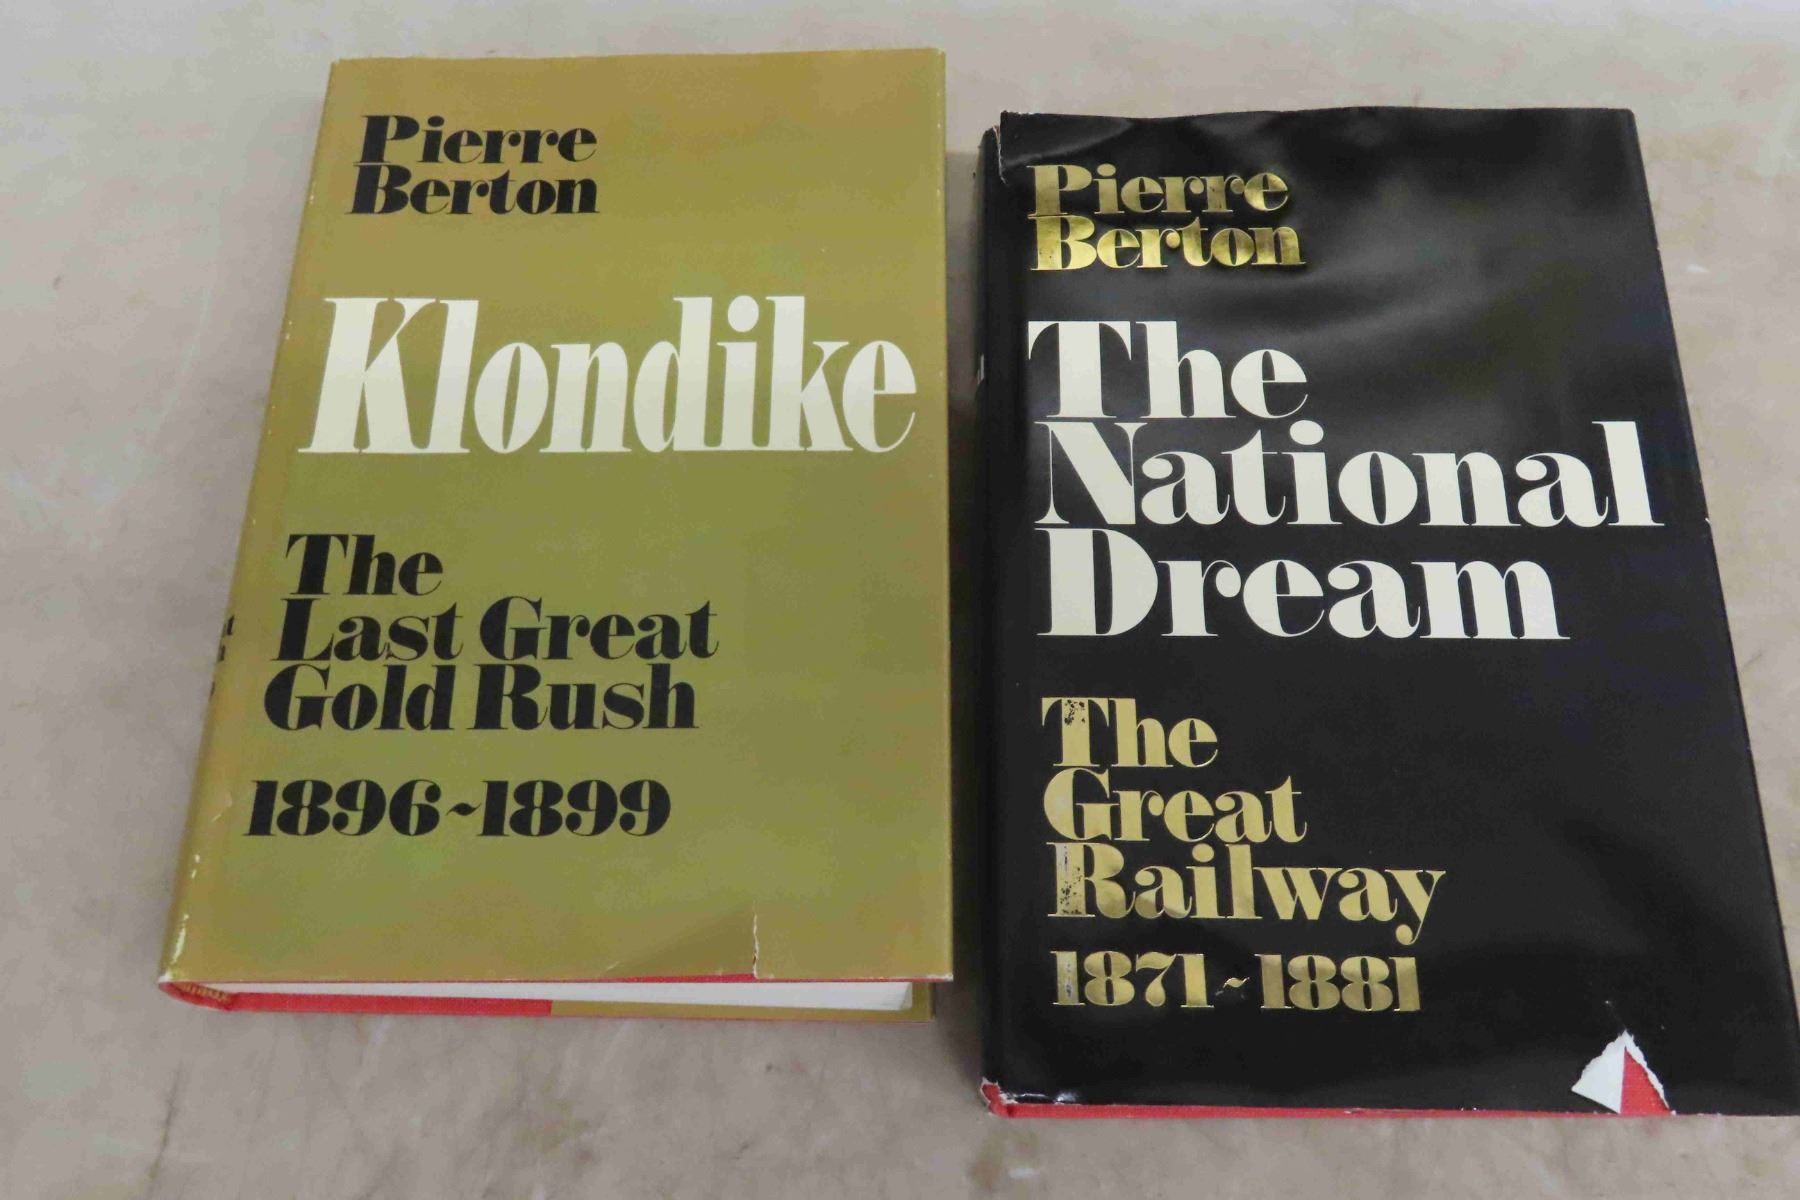 Pierre
Berton
Klondike
The
Last Great
Gold Rush
1896~1899
Pierre
Berton
The
National
Dream
The
Great
Railway
1871~1881